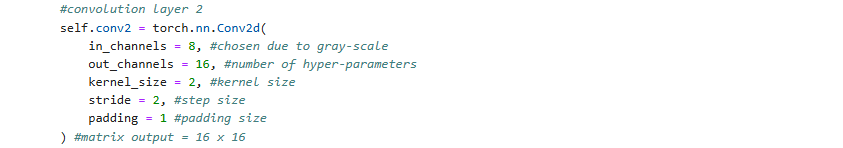 #convolution layer 2
self.conv2 = torch.nn.Conv2d(
    in_channels = 8, #chosen due to gray-scale
    out_channels = 16, #number of hyper-parameters
    kernel_size = 2, #kernel size
    stride = 2, #step size
    padding = 1 #padding size
) #matrix output = 16 x 16